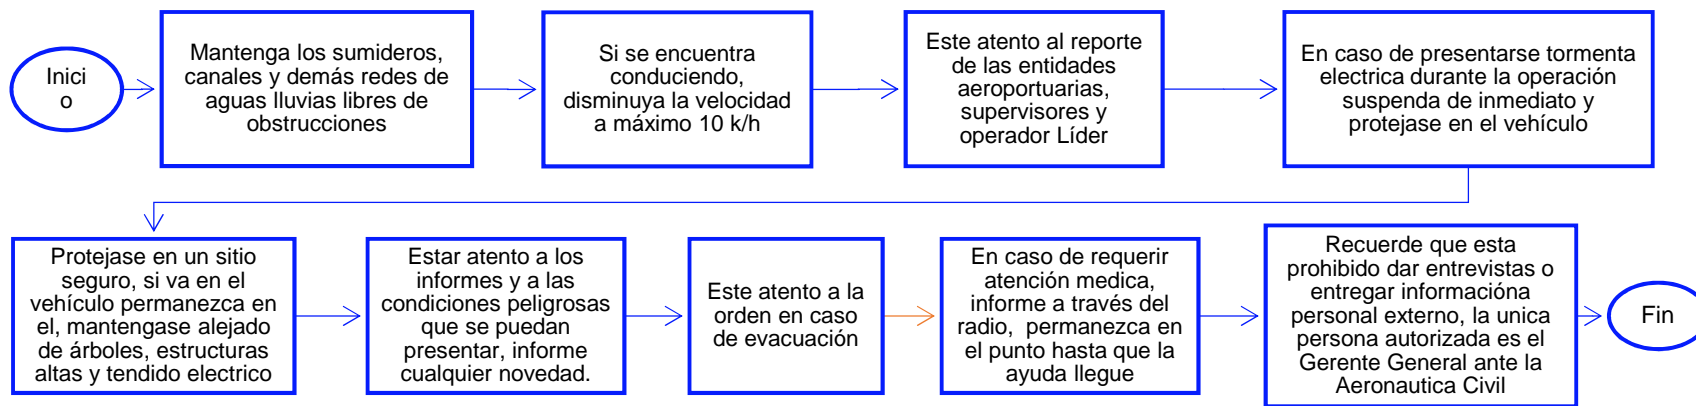 Inici
o
Mantenga los sumideros,
canales y demás redes de
aguas lluvias libres de
obstrucciones
Si se encuentra
conduciendo,
disminuya la velocidad
a máximo 10 k/h
Este atento al reporte
de las entidades
aeroportuarias,
supervisores y
operador Líder
En caso de presentarse tormenta
electrica durante la operación
suspenda de inmediato y
protejase en el vehículo
Protejase en un sitio
seguro, si va en el
vehículo permanezca en
el, mantengase alejado
de árboles, estructuras
altas y tendido electrico
Estar atento a los
informes y a las
condiciones peligrosas
que se puedan
presentar, informe
cualquier novedad.
Este atento a la
orden en caso
de evacuación
En caso de requerir
atención medica,
informe a través del
radio,  permanezca en
el punto hasta que la
ayuda llegue
Recuerde que esta
prohibido dar entrevistas o
entregar informacióna
personal externo, la unica
persona autorizada es el
Gerente General ante la
Aeronautica Civil
Fin